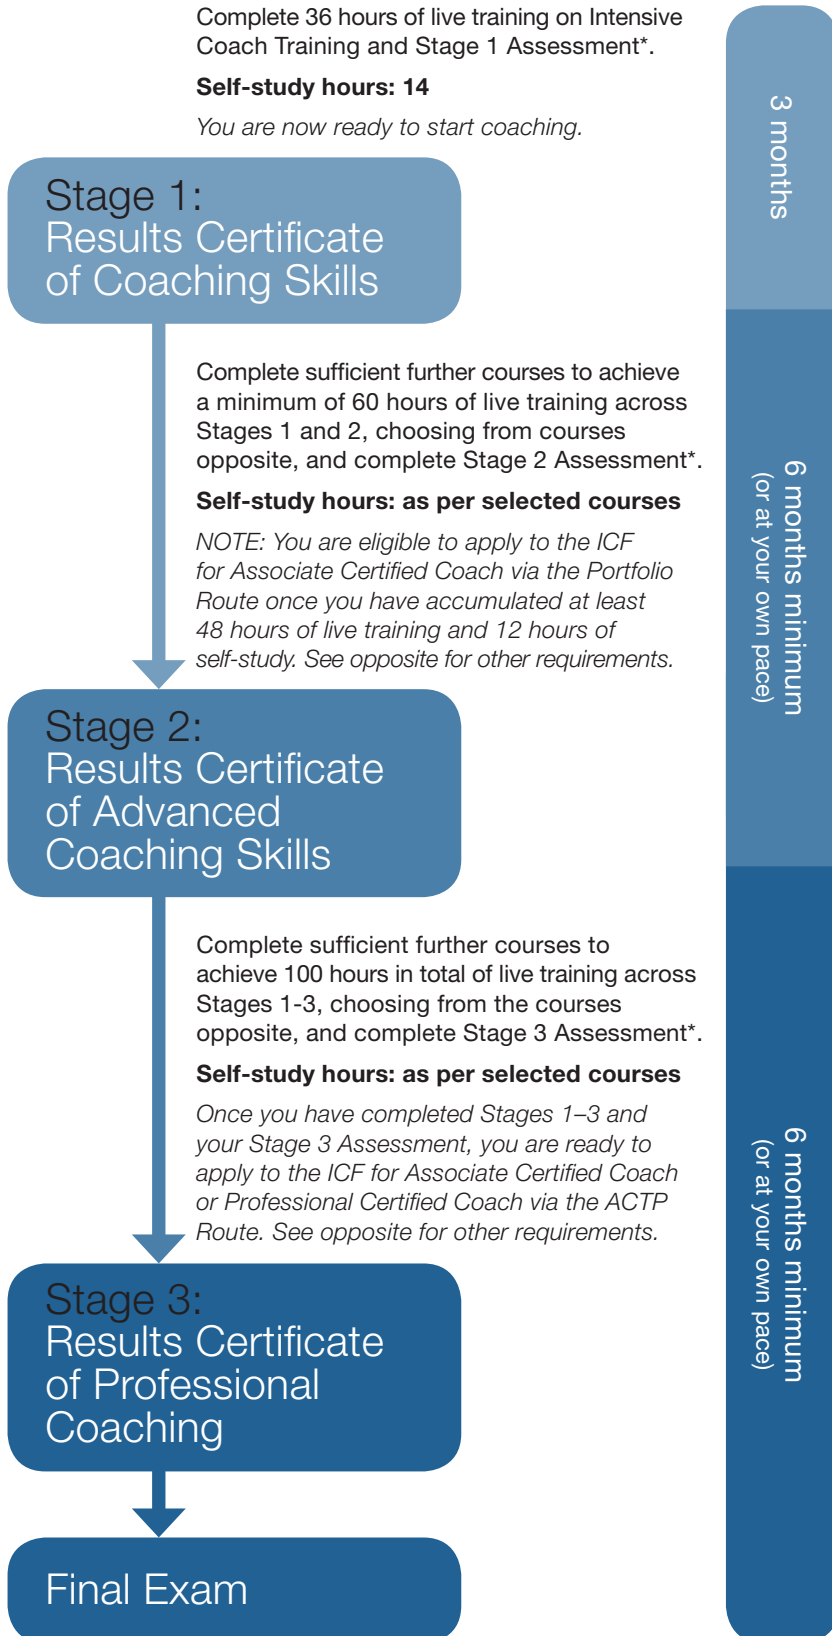 Complete 36 hours of live training on Intensive
Coach Training and Stage 1 Assessment*.
Self-study hours: 14
You are now ready to start coaching.
3 months
Stage 1:
Results Certificate
of Coaching Skills
Complete sufficient further courses to achieve
a minimum of 60 hours of live training across
Stages 1 and 2, choosing from courses
opposite, and complete Stage 2 Assessment*.
Self-study hours: as per selected courses
NOTE: You are eligible to apply to the ICF
for Associate Certified Coach via the Portfolio
Route once you have accumulated at least
48 hours of live training and 12 hours of
self-study. See opposite for other requirements.
6 months minimum
(or at your own pace)
Stage 2:
Results Certificate
of Advanced
Coaching Skills
Complete sufficient further courses to
achieve 100 hours in total of live training across
Stages 1-3, choosing from the courses
opposite, and complete Stage 3 Assessment*.
Self-study hours: as per selected courses
Once you have completed Stages 1–3 and
your Stage 3 Assessment, you are ready to
apply to the ICF for Associate Certified Coach
or Professional Certified Coach via the ACTP
Route. See opposite for other requirements.
6 months minimum
(or at your own pace)
Stage 3:
Results Certificate
of Professional
Coaching
Final Exam